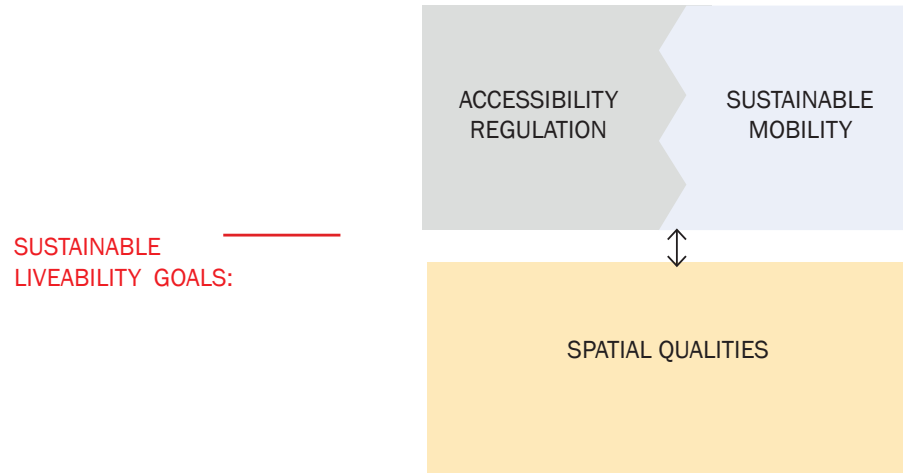 ACCESSIBILITY
REGULATION
SUSTAINABLE
MOBILITY
SUSTAINABLE
LIVEABILITY GOALS:
SPATIAL QUALITIES